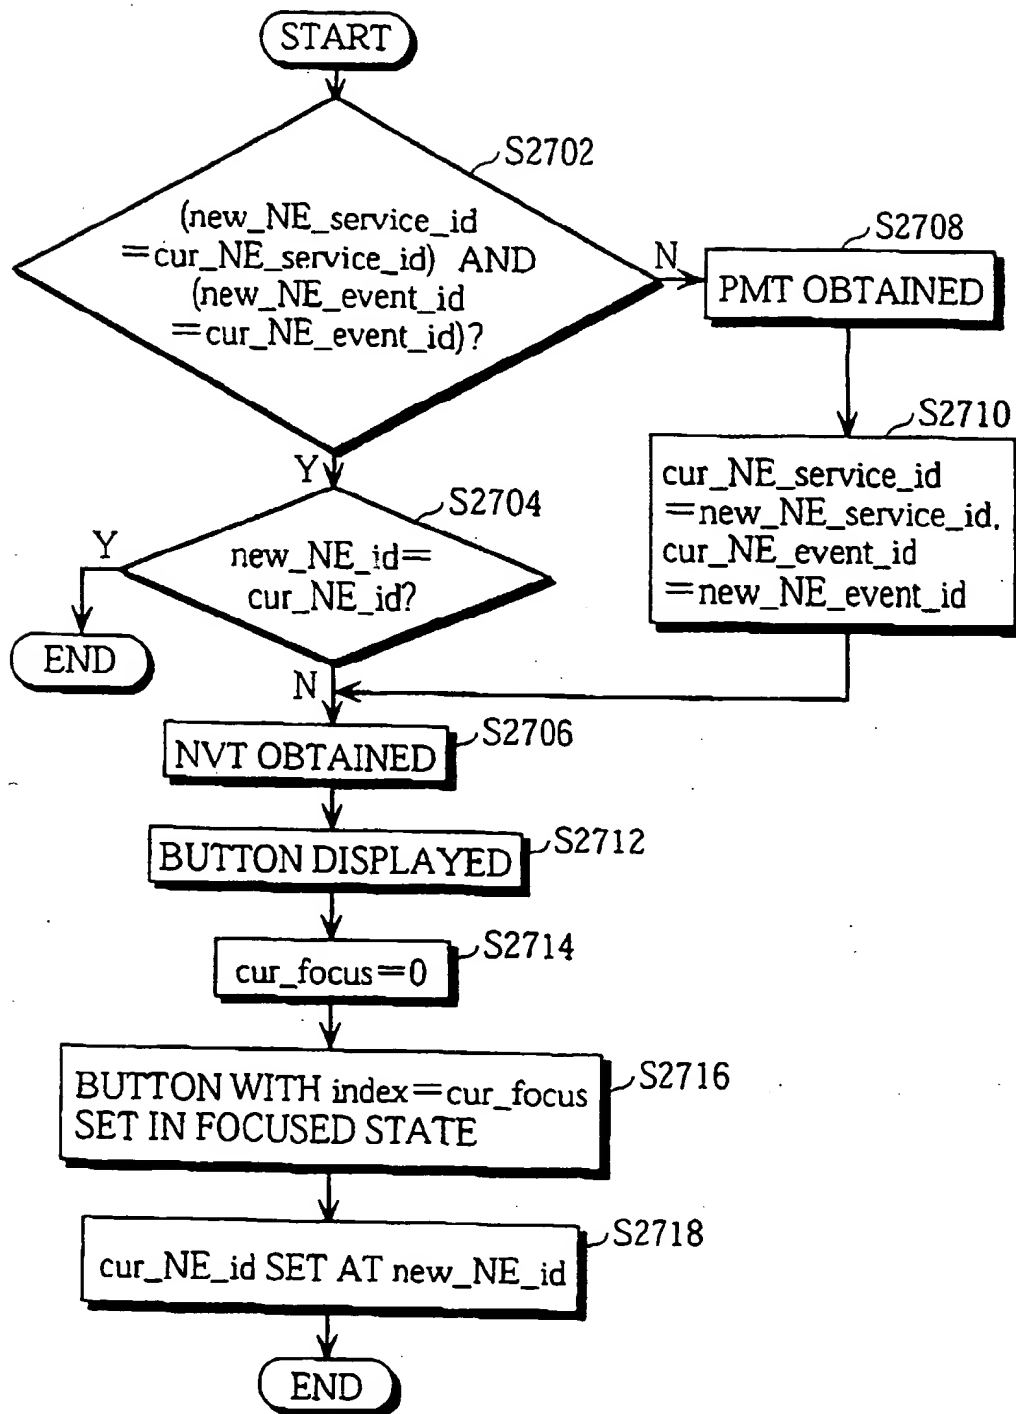 START
S2702
(new_NE_service_id
=cur_NE_service_id) AND
(new_NE_event_id
=cur_NE_event_id)?
N
S2708
PMT OBTAINED
S2710
cur_NE_service_id
=new_NE_service_id,
cur_NE_event_id
=new_NE_event_id
Y
S2704
new_NE_id=
cur_NE_id?
Y
END
N
S2706
NVT OBTAINED
S2712
BUTTON DISPLAYED
S2714
cur_focus=0
S2716
BUTTON WITH index=cur_focus
SET IN FOCUSED STATE
S2718
cur_NE_id SET AT new_NE_id
END